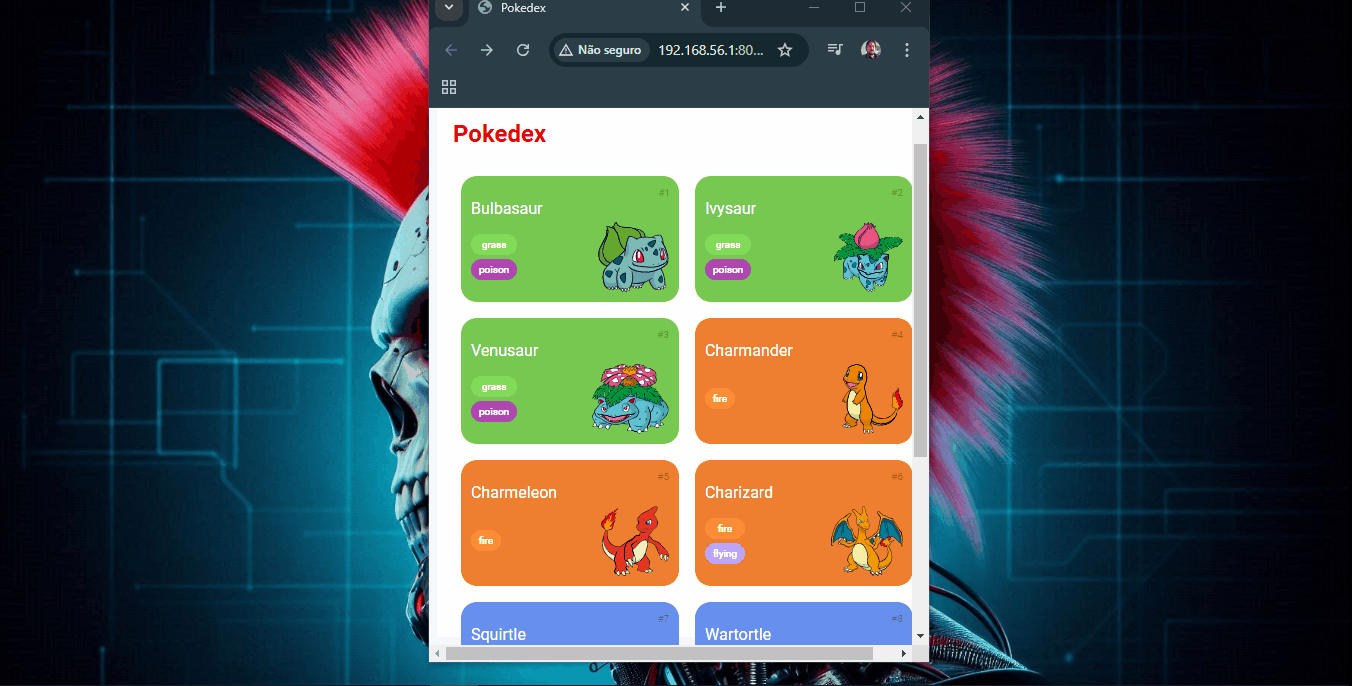 Pokedex
Não seguro 192.168.56.1:80...
Pokedex
#1
Bulbasaur
grass
poison
#2
Ivysaur
grass
poison
#3
Venusaur
grass
poison
#4
Charmander
fire
#5
Charmeleon
fire
#6
Charizard
fire
flying
#7
Squirtle
#8
Wartortle